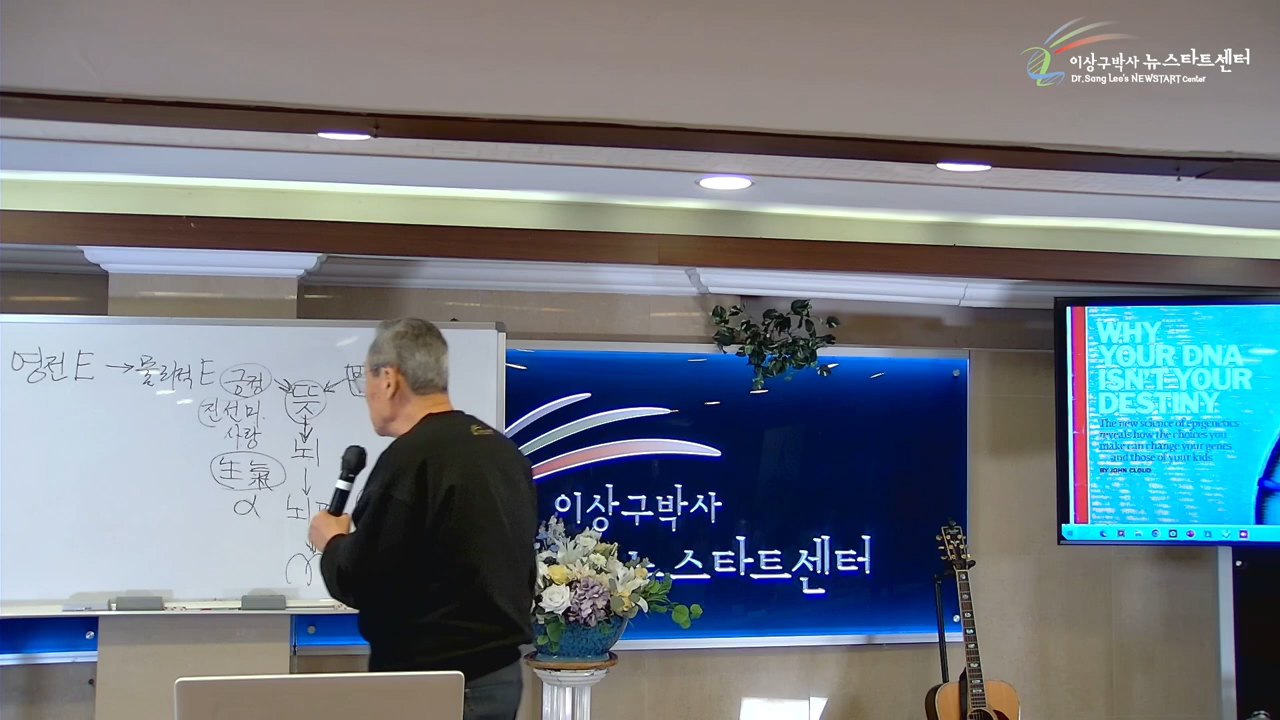 이상구박사 뉴스타트센터
Dr. Sang Lee's NEWSTART Center
영전 E → 물리적 E
긍정
진선미
사랑
生氣
α
뜻
뇌
뇌
이상구박사
뉴스타트센터
WHY
YOUR DNA
ISN'T YOUR
DESTINY
The new science of epigenetics
reveals how the choices you
make can change your genes
and those of your kids
BY JOHN CLOUD